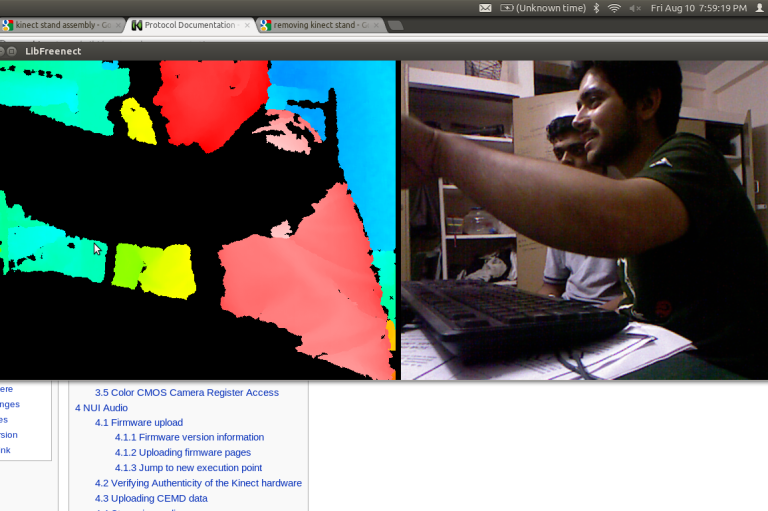 (Unknown time) Fri Aug 10 7:59:19 PM
kinect stand assembly - Go
Protocol Documentation
removing kinect stand - G
LibFreenect
ere
nges
es
rsion
nk
3.5 Color CMOS Camera Register Access
4 NUI Audio
4.1 Firmware upload
4.1.1 Firmware version information
4.1.2 Uploading firmware pages
4.1.3 Jump to new execution point
4.2 Verifying Authenticity of the Kinect hardware
4.3 Uploading CEMD data